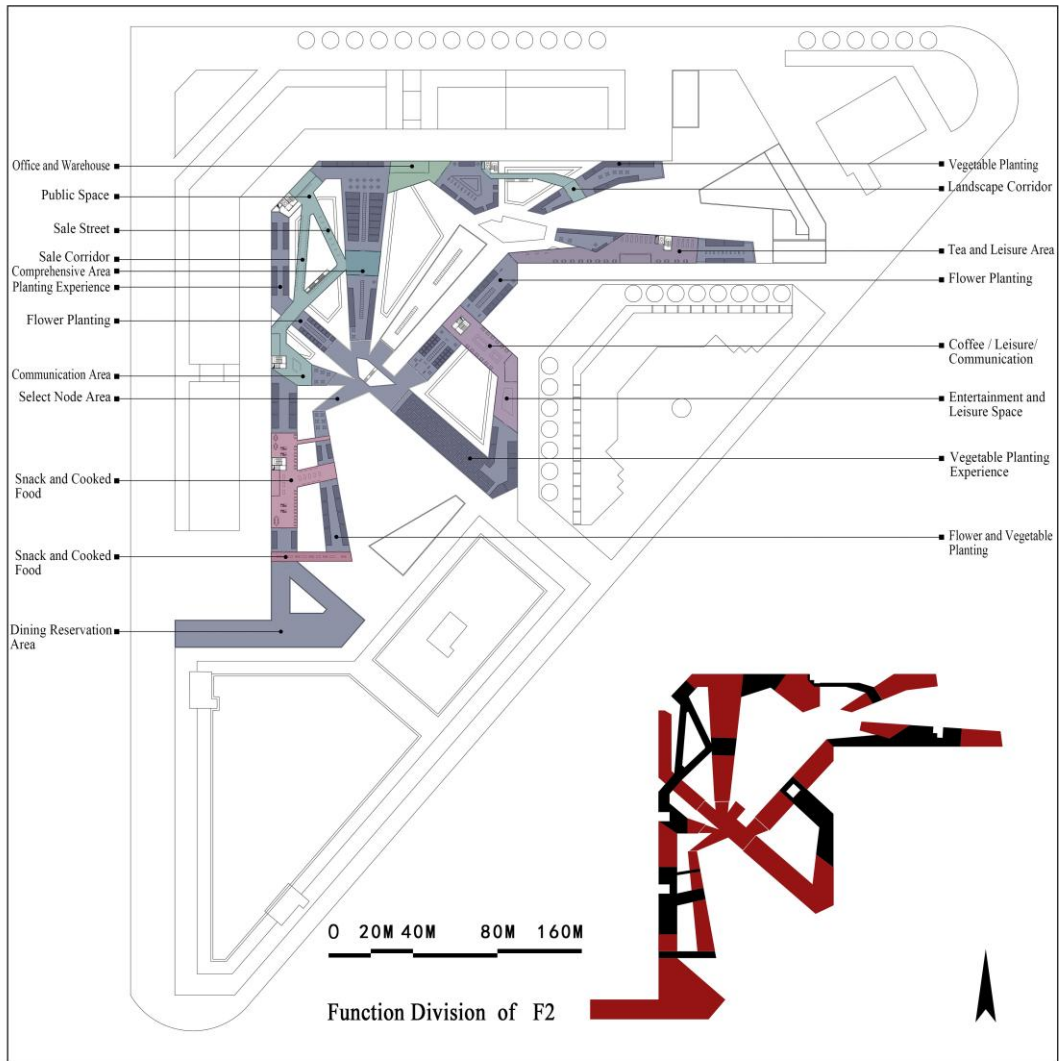 Office and Warehouse
Public Space
Sale Street
Sale Corridor
Comprehensive Area
Planting Experience
Flower Planting
Communication Area
Select Node Area
Snack and Cooked
Food
Snack and Cooked
Food
Dining Reservation
Area
Vegetable Planting
Landscape Corridor
Tea and Leisure Area
Flower Planting
Coffee / Leisure/
Communication
Entertainment and
Leisure Space
Vegetable Planting
Experience
Flower and Vegetable
Planting
0 20M 40M 80M 160M
Function Division of F2